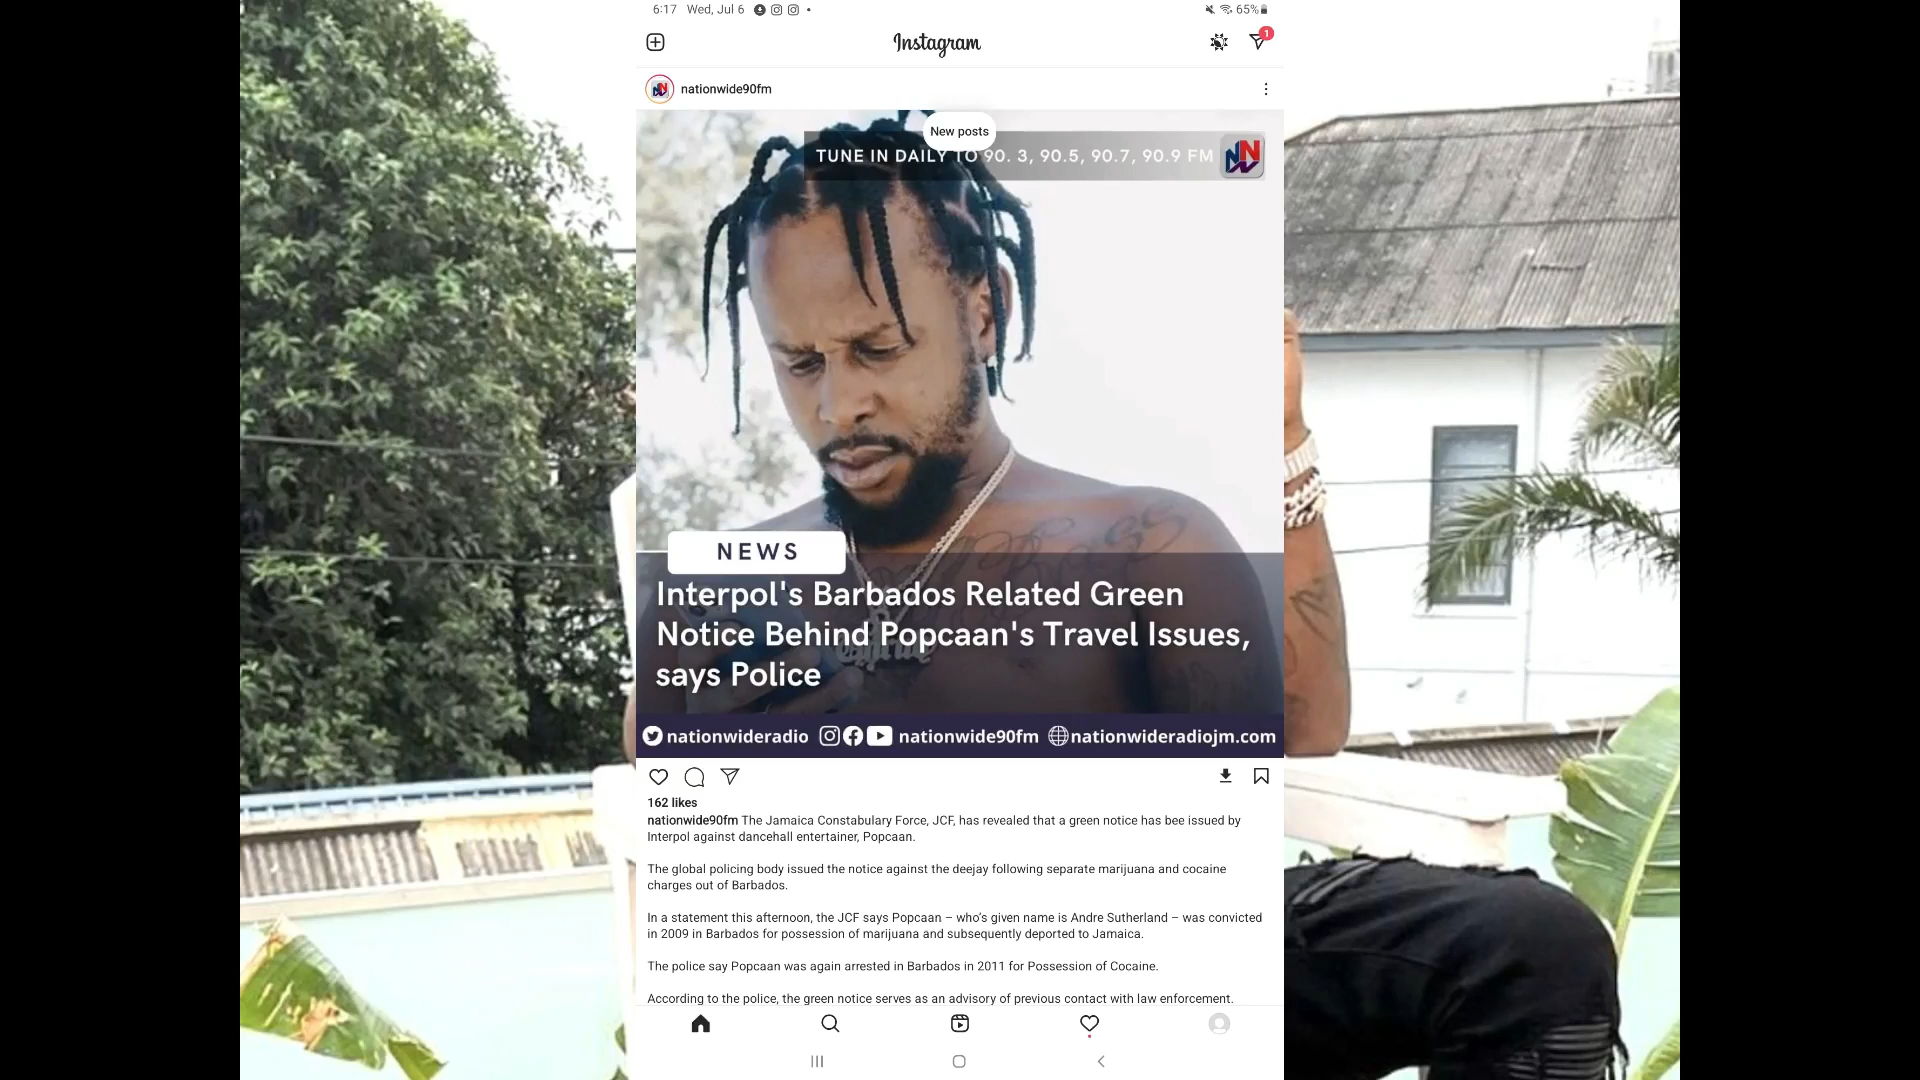 6:17 Wed, Jul 6
65%
Instagram
1
nationwide90fm
New posts
TUNE IN DAILY TO 90. 3, 90.5, 90.7, 90.9 FM
NEWS
Interpol's Barbados Related Green
Notice Behind Popcaan's Travel Issues,
says Police
nationwideradio nationwide90fm nationwideradiojm.com
162 likes
nationwide90fm The Jamaica Constabulary Force, JCF, has revealed that a green notice has bee issued by
Interpol against dancehall entertainer, Popcaan.
The global policing body issued the notice against the deejay following separate marijuana and cocaine
charges out of Barbados.
In a statement this afternoon, the JCF says Popcaan – who's given name is Andre Sutherland – was convicted
in 2009 in Barbados for possession of marijuana and subsequently deported to Jamaica.
The police say Popcaan was again arrested in Barbados in 2011 for Possession of Cocaine.
According to the police, the green notice serves as an advisory of previous contact with law enforcement.